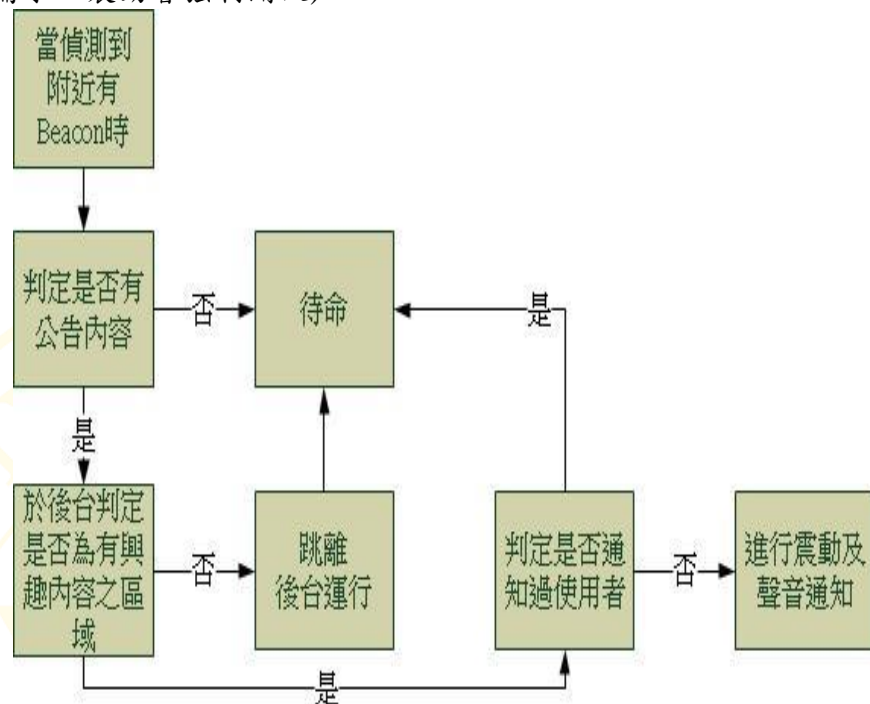 當偵測到
附近有
Beacon時
判定是否有
公告內容
否
待命
是
是
於後台判定
是否為有興
趣內容之區
域
否
跳離
後台運行
判定是否通
知過使用者
否
進行震動及
聲音通知
是